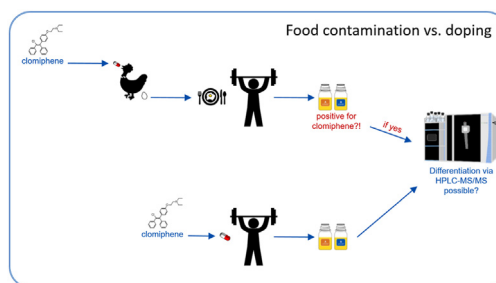 Food contamination vs. doping
clomiphene
positive for
clomiphene?!
if yes
Differentiation via
HPLC-MS/MS
possible?
clomiphene